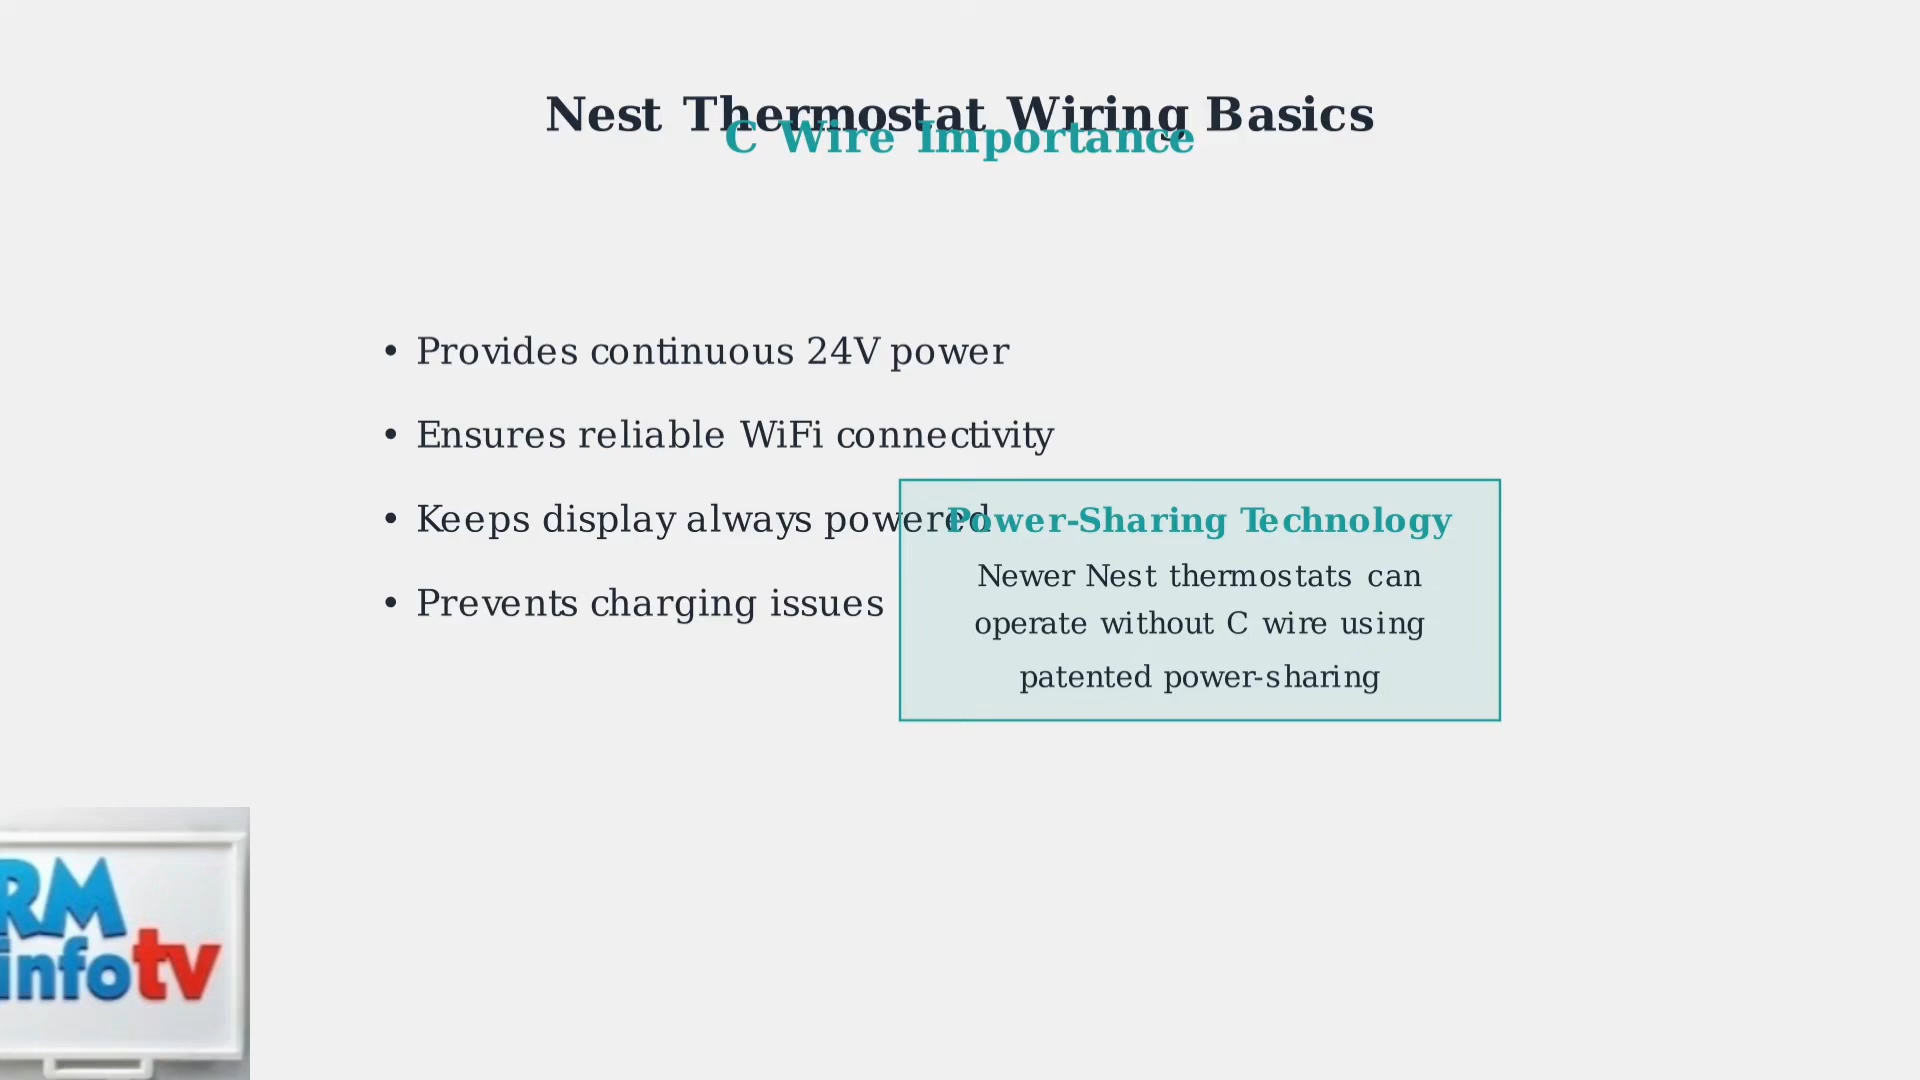 Nest Thermostat Wiring Basics
C Wire Importance
• Provides continuous 24V power
• Ensures reliable WiFi connectivity
• Keeps display always powered
• Prevents charging issues
Power-Sharing Technology
Newer Nest thermostats can
operate without C wire using
patented power-sharing
RM
infotv